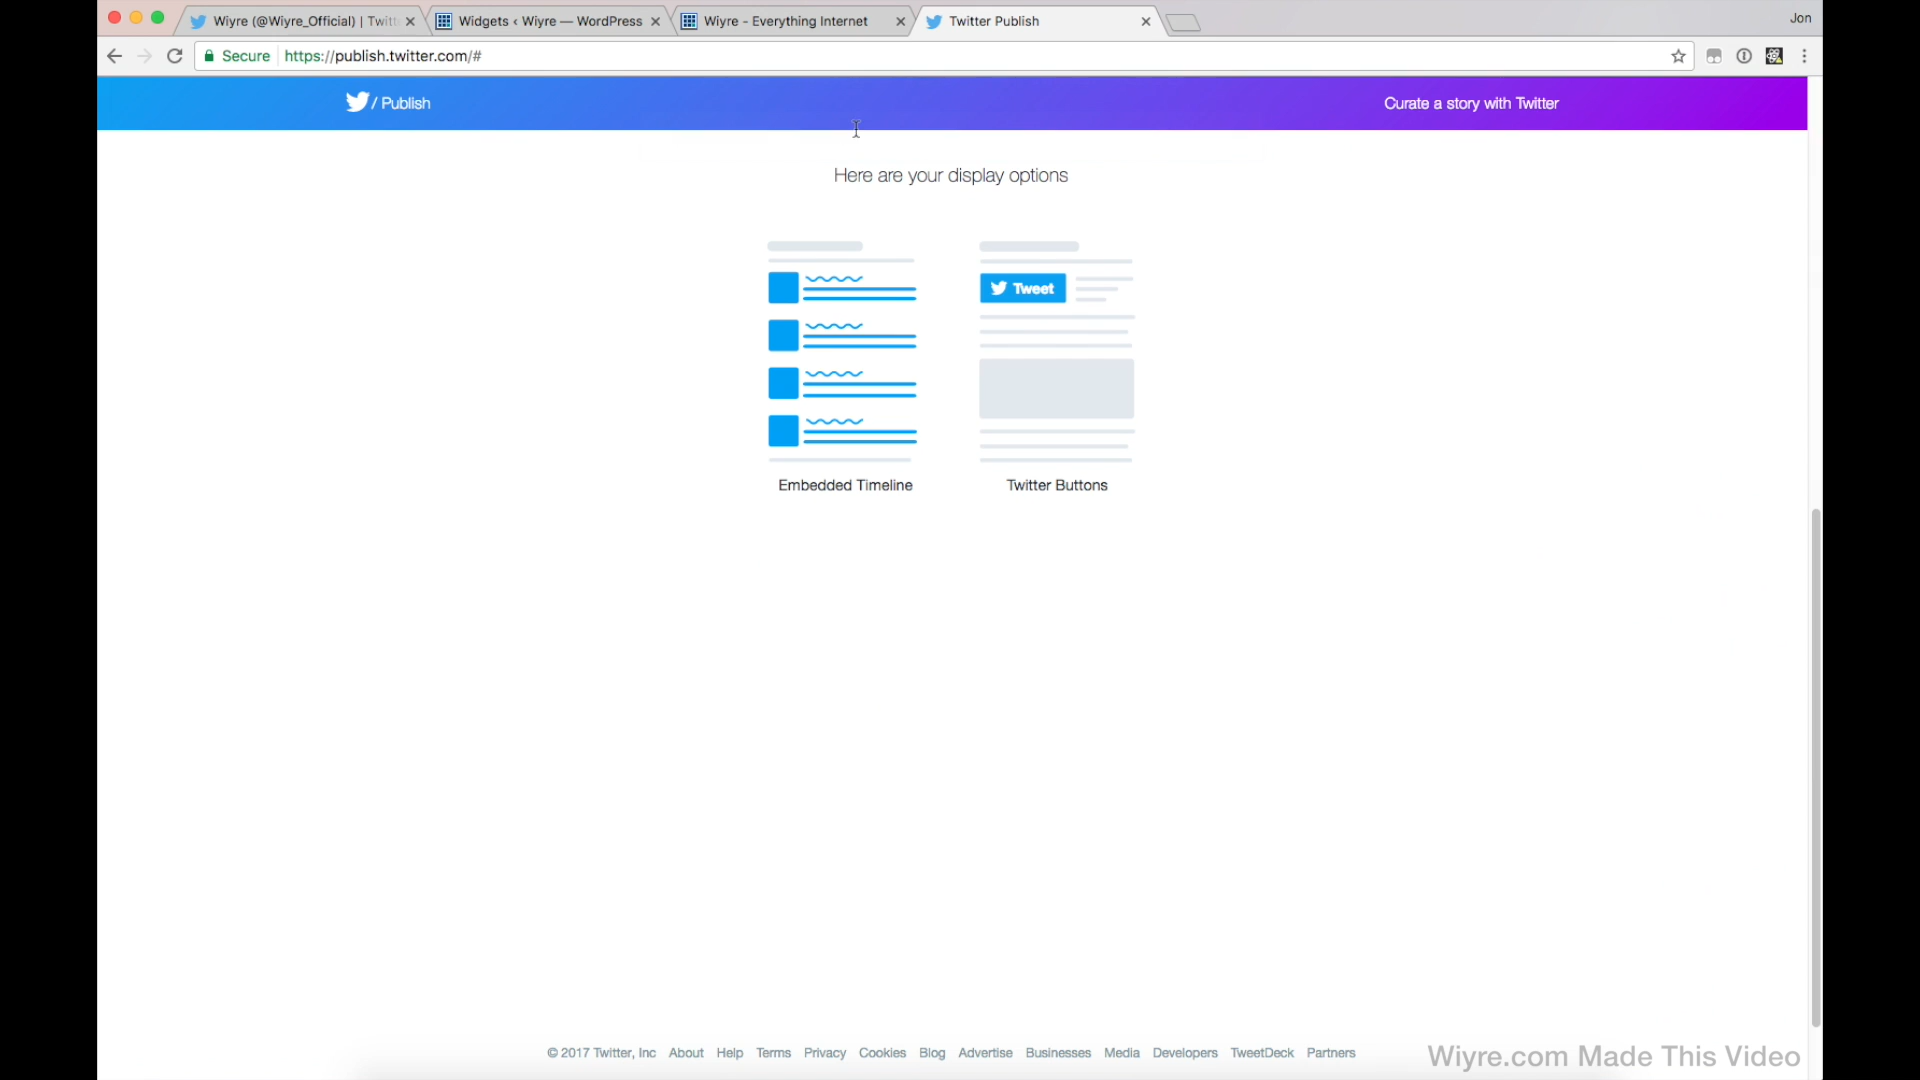 Wiyre (@Wiyre_Official) | Twitt
Widgets ‹ Wiyre — WordPress
Wiyre - Everything Internet
Twitter Publish
Jon
Secure
https://publish.twitter.com/#
/ Publish
Curate a story with Twitter
Here are your display options
Tweet
Embedded Timeline
Twitter Buttons
© 2017 Twitter, Inc About Help Terms Privacy Cookies Blog Advertise Businesses Media Developers TweetDeck Partners
Wiyre.com Made This Video